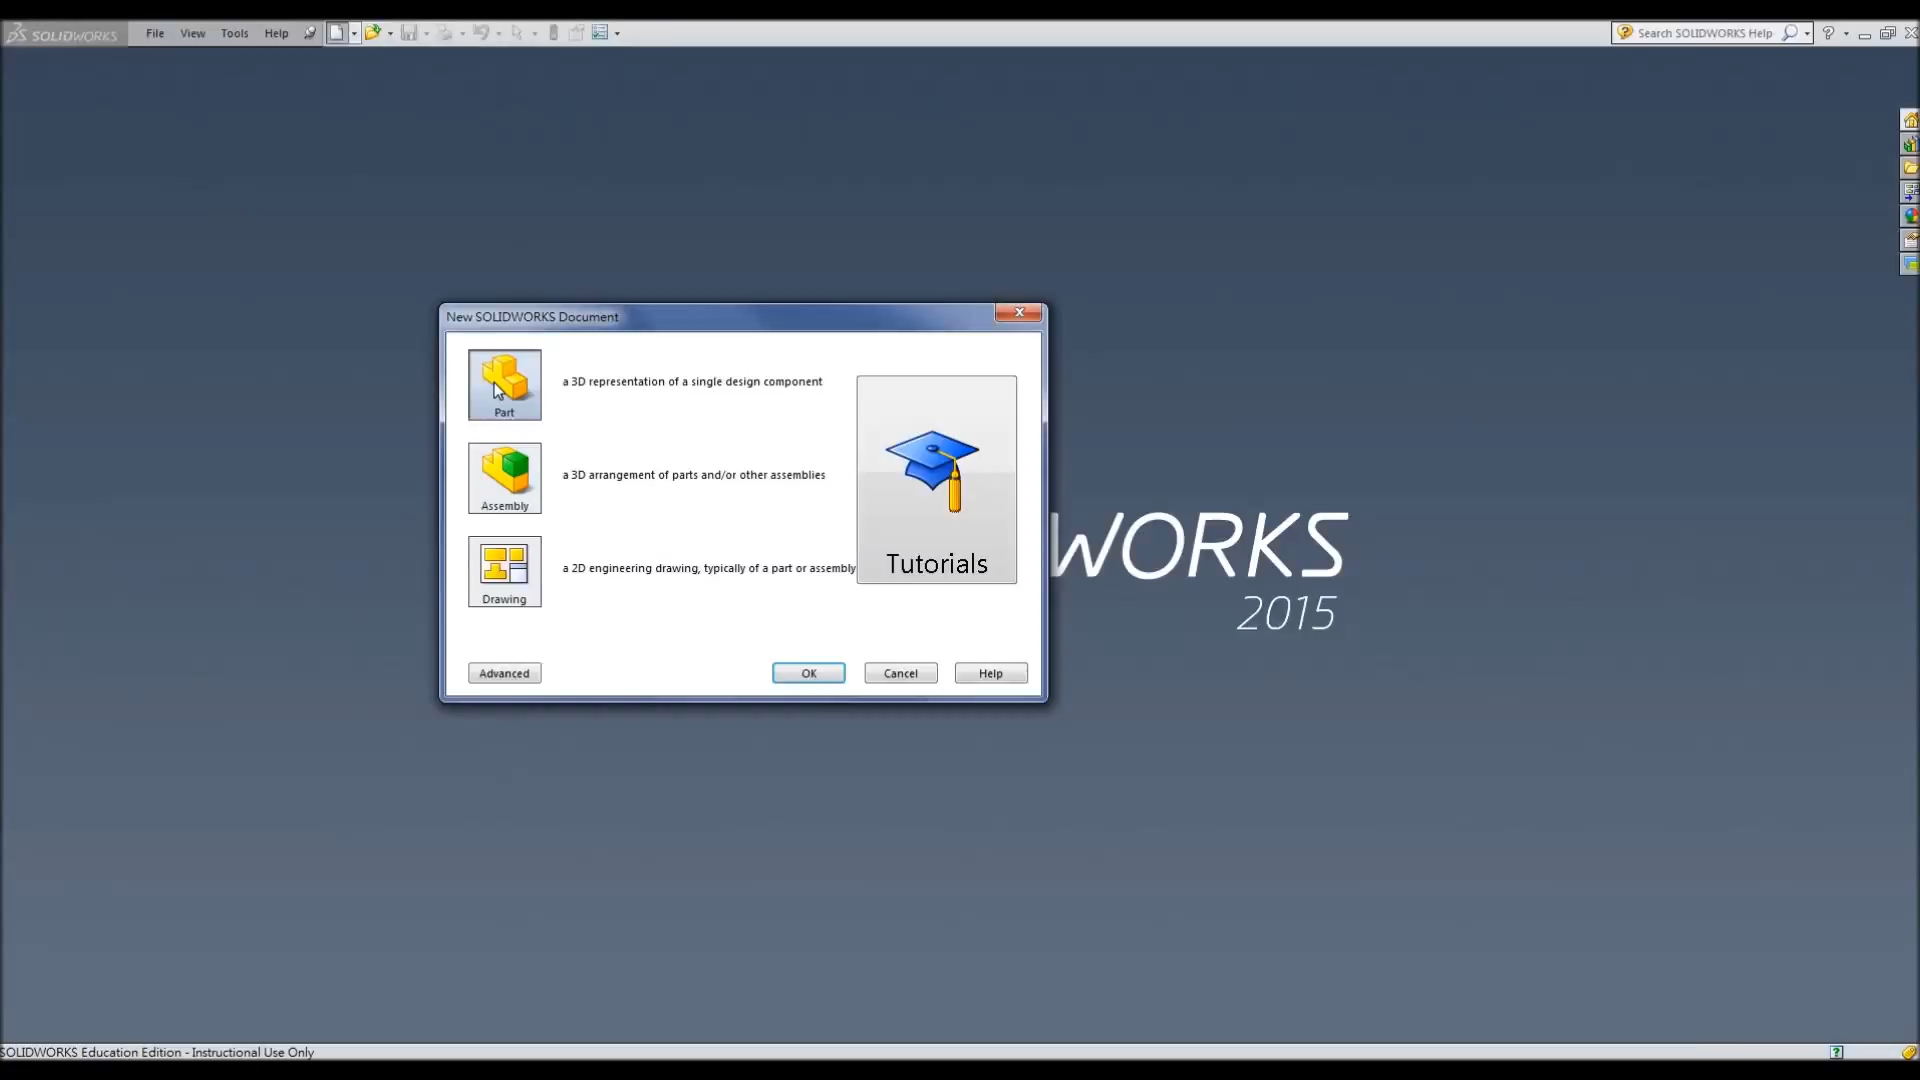 SOLIDWORKS File View Tools Help Search SOLIDWORKS Help
New SOLIDWORKS Document
Part
a 3D representation of a single design component
Assembly
a 3D arrangement of parts and/or other assemblies
Drawing
a 2D engineering drawing, typically of a part or assembly
Tutorials
Advanced OK Cancel Help
WORKS
2015
SOLIDWORKS Education Edition - Instructional Use Only